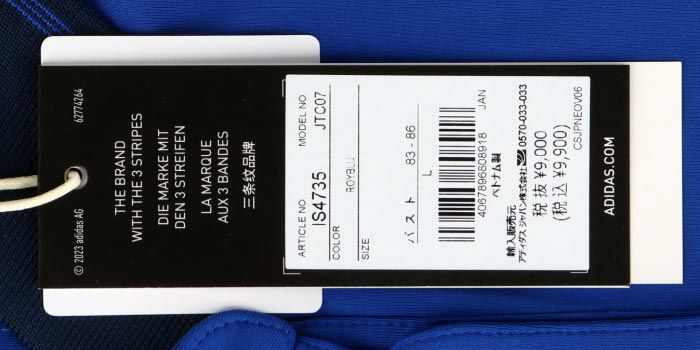 62774264
THE BRAND
WITH THE 3 STRIPES
DIE MARKE MIT
DEN 3 STREIFEN
LA MARQUE
AUX 3 BANDES
三条纹品牌
© 2023 adidas AG
ARTICLE NO
IS4735
MODEL NO
JTC07
COLOR
ROYBLU
SIZE
バスト 83 - 86
L
JAN
4067896808918
ベトナム製
輸入販売元
アディダス ジャパン株式会社 0570-033-033
税 抜 ¥9,000
(税 込 ¥9,900)
CSJPNEOV06
ADIDAS.COM